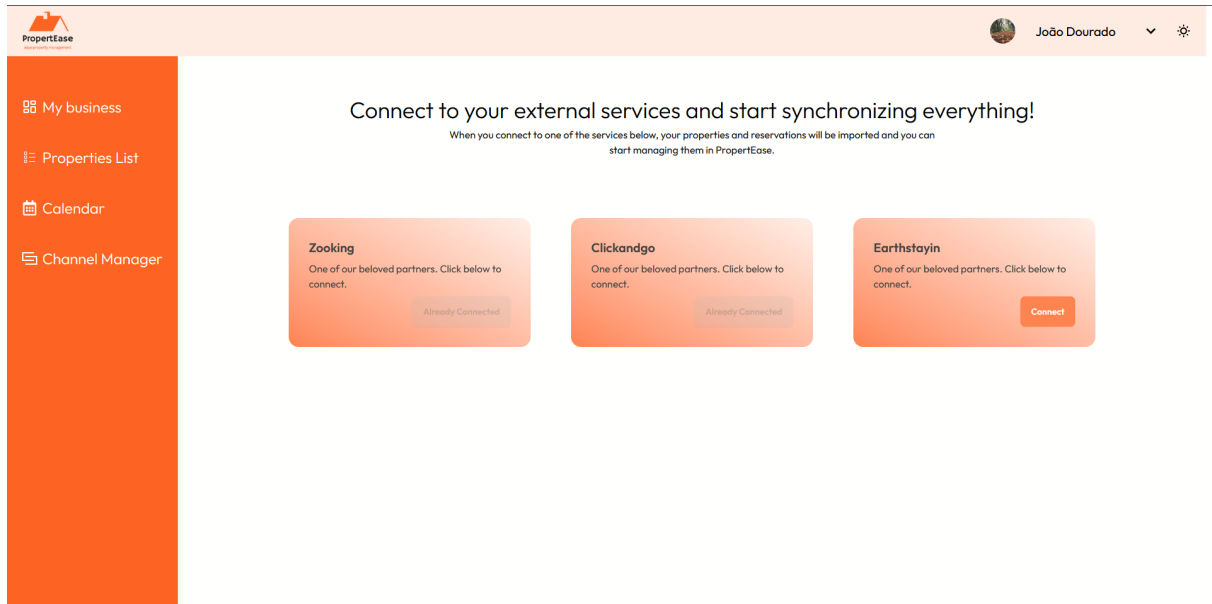 PropertEase
João Dourado
My business
Properties List
Calendar
Channel Manager
Connect to your external services and start synchronizing everything!
When you connect to one of the services below, your properties and reservations will be imported and you can
start managing them in PropertEase.
Zooking
One of our beloved partners. Click below to
connect.
Already Connected
Clickandgo
One of our beloved partners. Click below to
connect.
Already Connected
Earthstayin
One of our beloved partners. Click below to
connect.
Connect